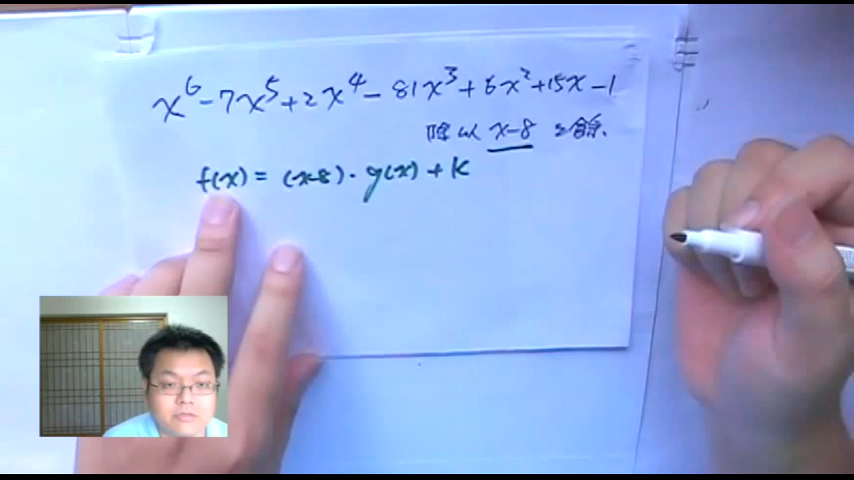 x⁶-7x⁵+2x⁴-81x³+6x²+15x-1
除以 x-8 之餘.
f(x) = (x-8)·g(x)+k